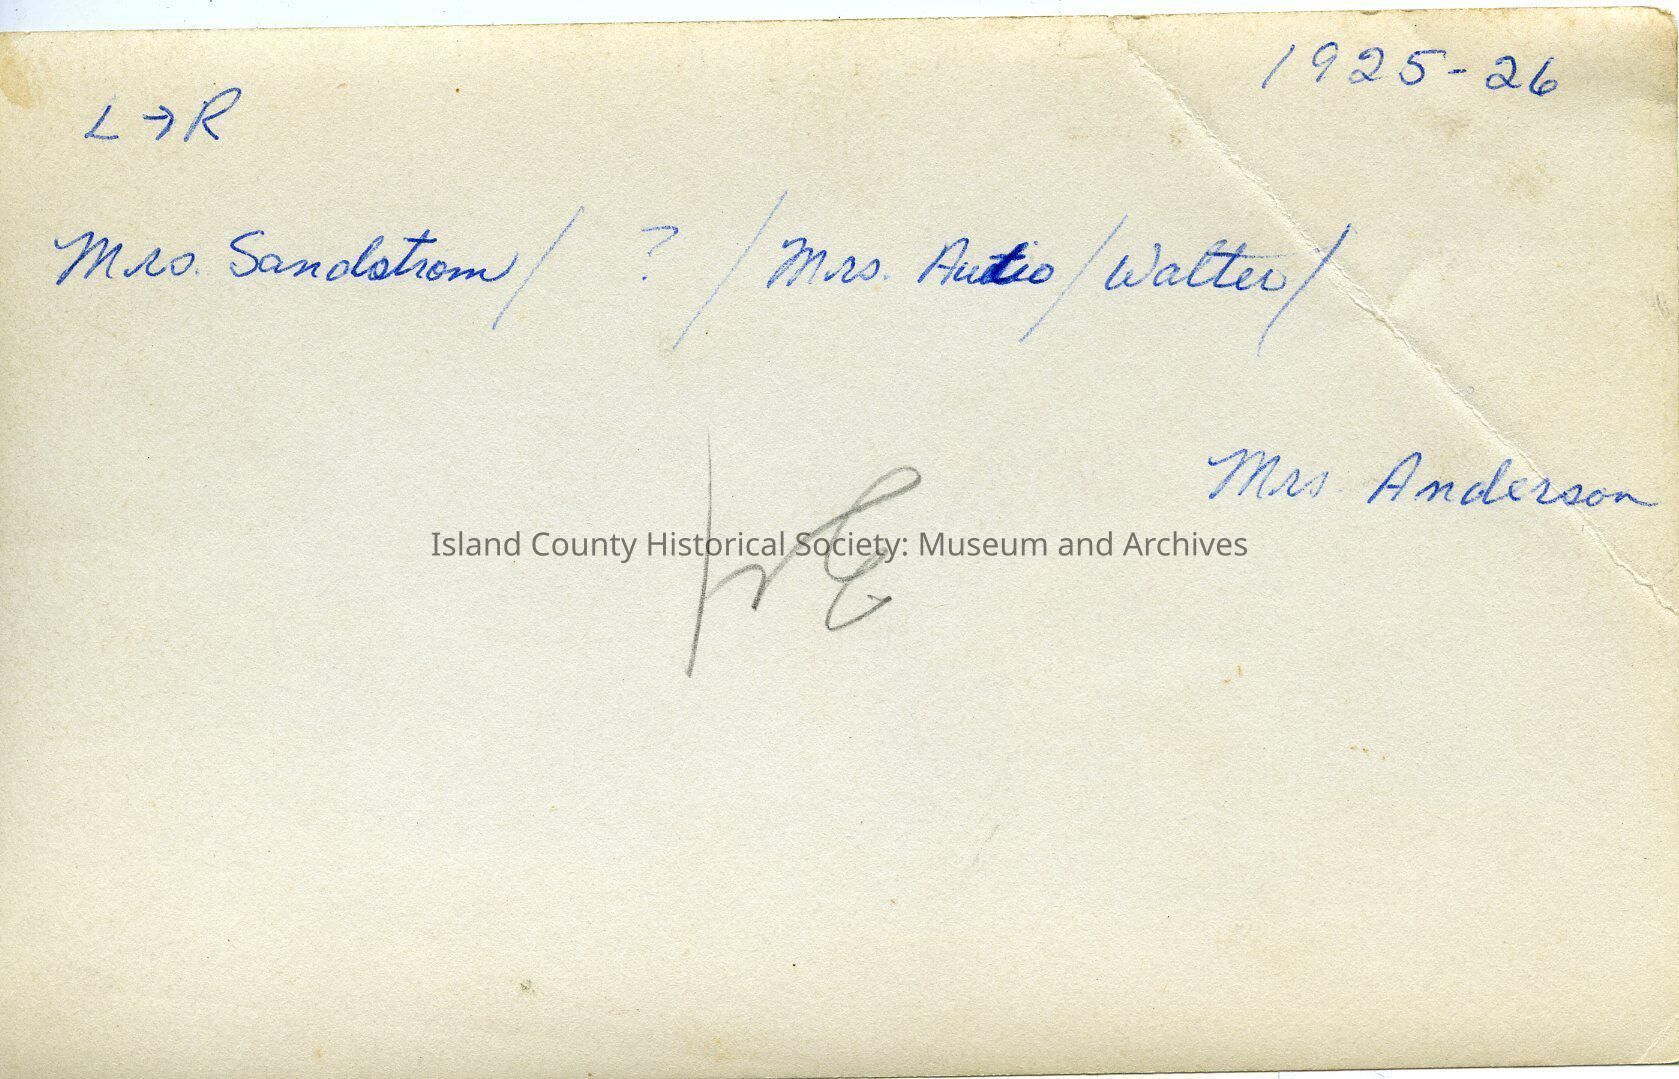 1925-26
L → R
Mrs. Sandstrom / ? / Mrs. Autio / Walter /
Mrs. Anderson
Island County Historical Society: Museum and Archives